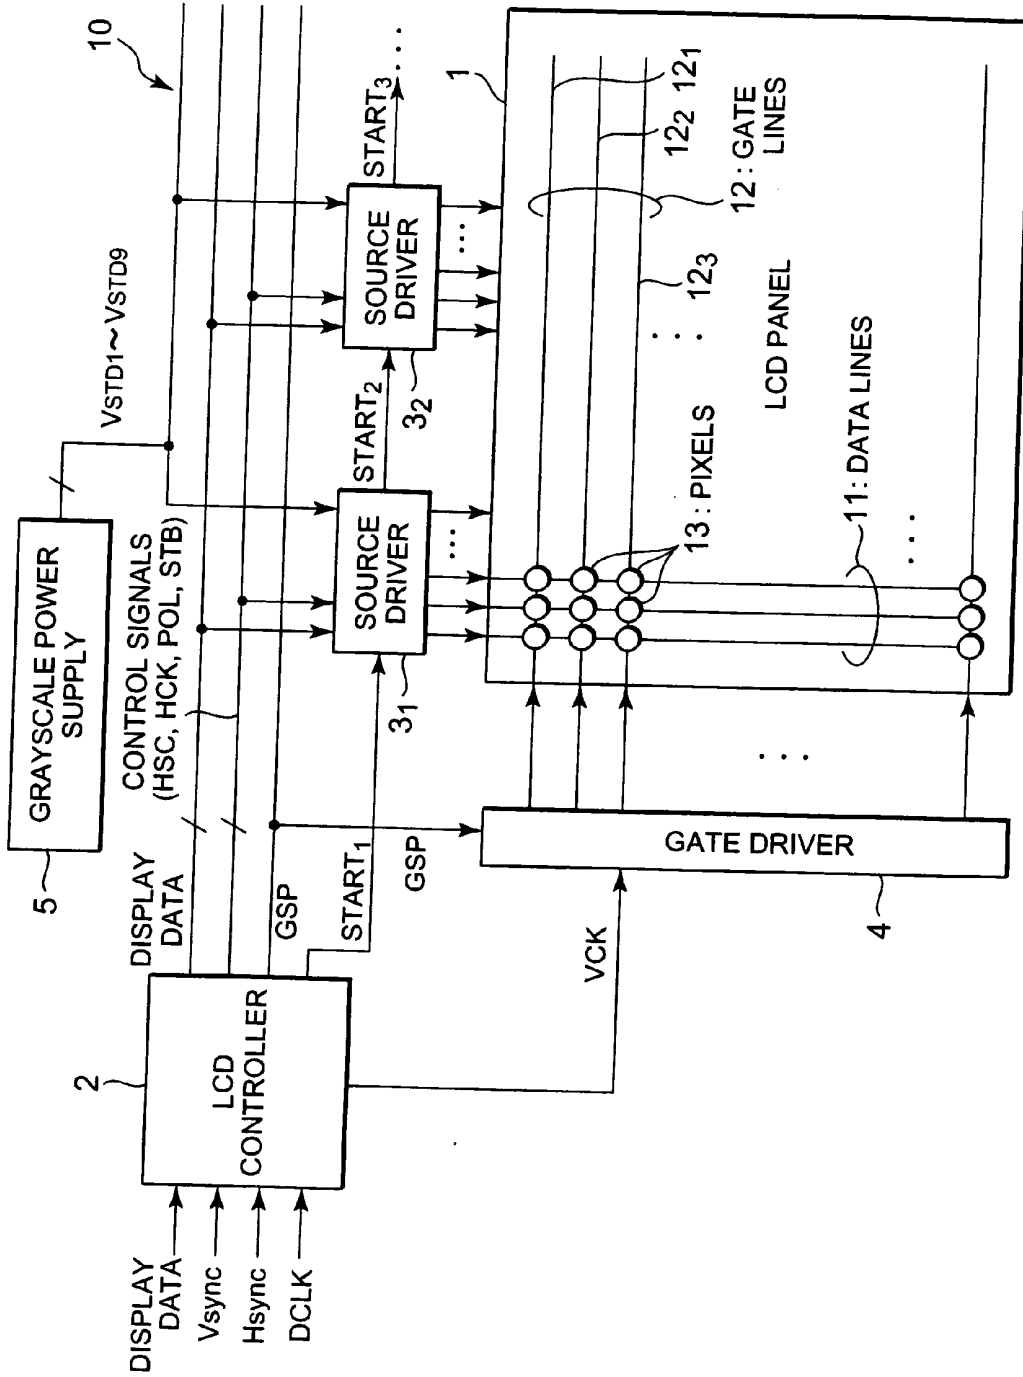 10
5
GRAYSCALE POWER
SUPPLY
VSTD1~VSTD9
DISPLAY
DATA
CONTROL SIGNALS
(HSC, HCK, POL, STB)
2
LCD
CONTROLLER
DISPLAY
DATA
Vsync
Hsync
DCLK
GSP
START1
GSP
SOURCE
DRIVER
31
START2
SOURCE
DRIVER
32
START3
...
...
...
VCK
GATE DRIVER
4
...
1
121
122
12 : GATE
LINES
123
...
13 : PIXELS
LCD PANEL
11 : DATA LINES
...